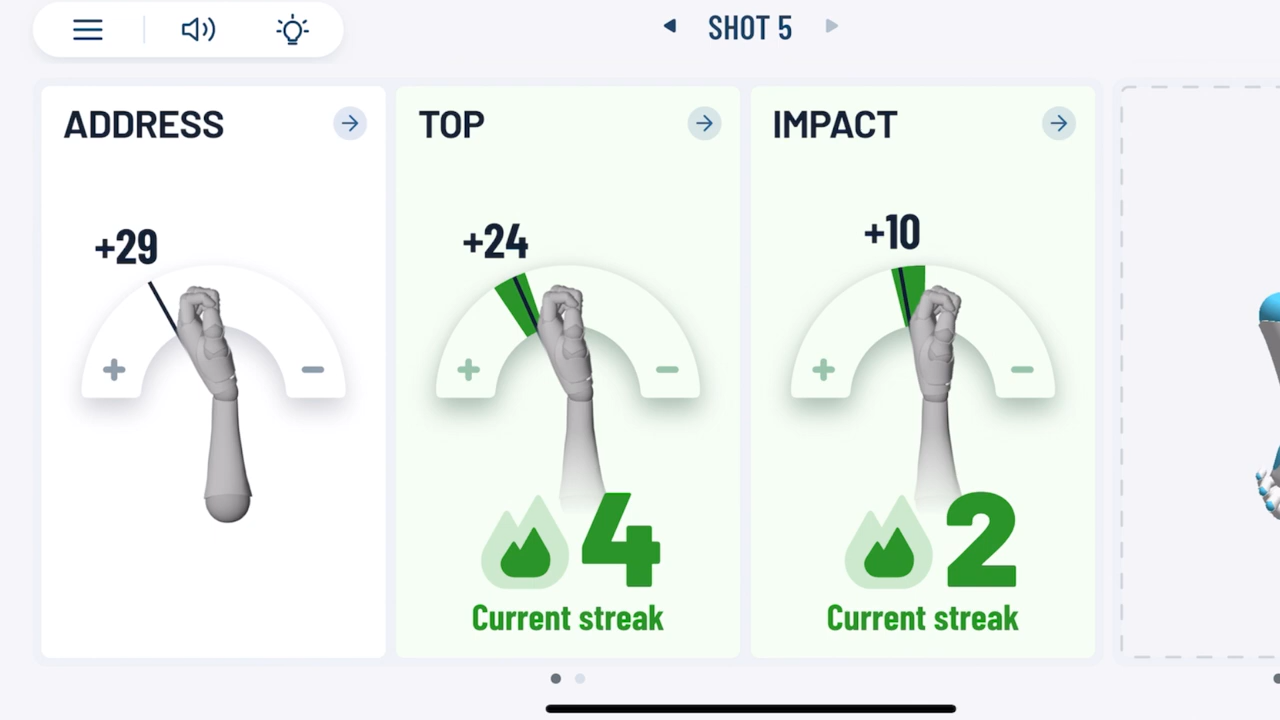 SHOT 5
ADDRESS
TOP
IMPACT
+29
+24
+10
+ −
+ −
+ −
4
2
Current streak
Current streak